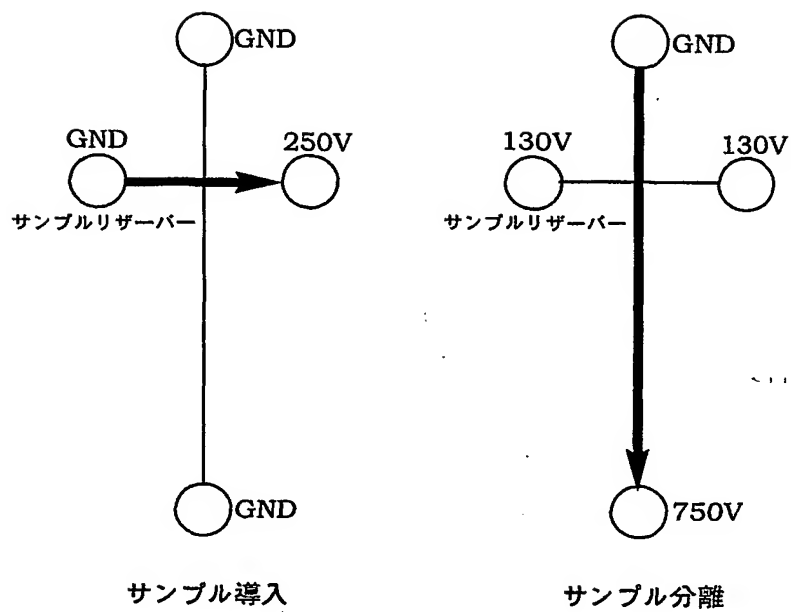 GND
GND
250V
サンプルリザーバー
GND
サンプル導入
GND
130V
130V
サンプルリザーバー
750V
サンプル分離